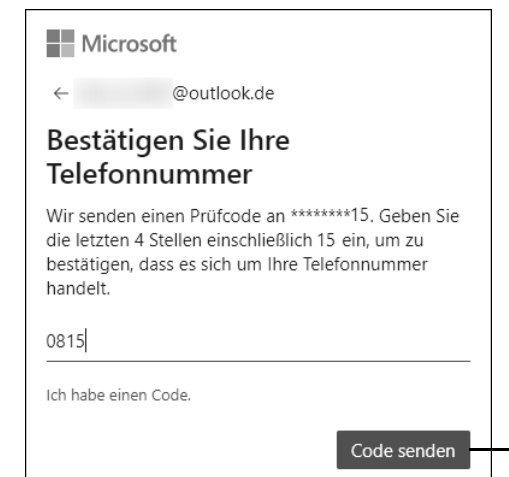 Microsoft
← @outlook.de
Bestätigen Sie Ihre
Telefonnummer
Wir senden einen Prüfcode an ********15. Geben Sie
die letzten 4 Stellen einschließlich 15 ein, um zu
bestätigen, dass es sich um Ihre Telefonnummer
handelt.
0815
Ich habe einen Code.
Code senden